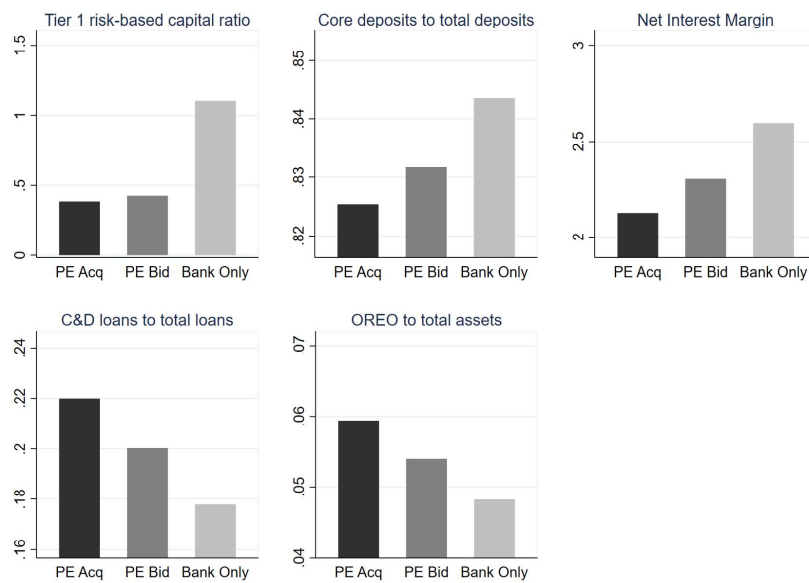 Tier 1 risk-based capital ratio
1.5
1
.5
0
PE Acq PE Bid Bank Only
Core deposits to total deposits
.85
.84
.83
.82
PE Acq PE Bid Bank Only
Net Interest Margin
3
2.5
2
PE Acq PE Bid Bank Only
C&D loans to total loans
.24
.22
.2
.18
.16
PE Acq PE Bid Bank Only
OREO to total assets
.07
.06
.05
.04
PE Acq PE Bid Bank Only